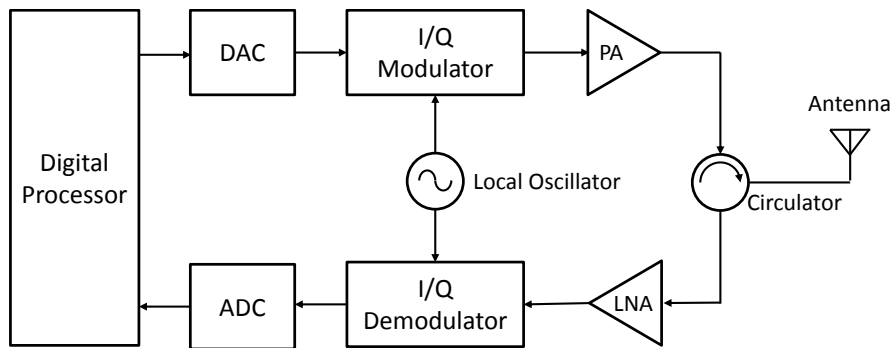 Digital
Processor
DAC
I/Q
Modulator
PA
Antenna
Local Oscillator
Circulator
ADC
I/Q
Demodulator
LNA